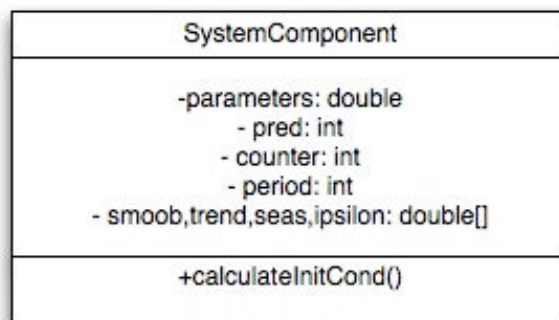 SystemComponent
-parameters: double
- pred: int
- counter: int
- period: int
- smoob,trend,seas,ipsilon: double[]
+calculateInitCond()